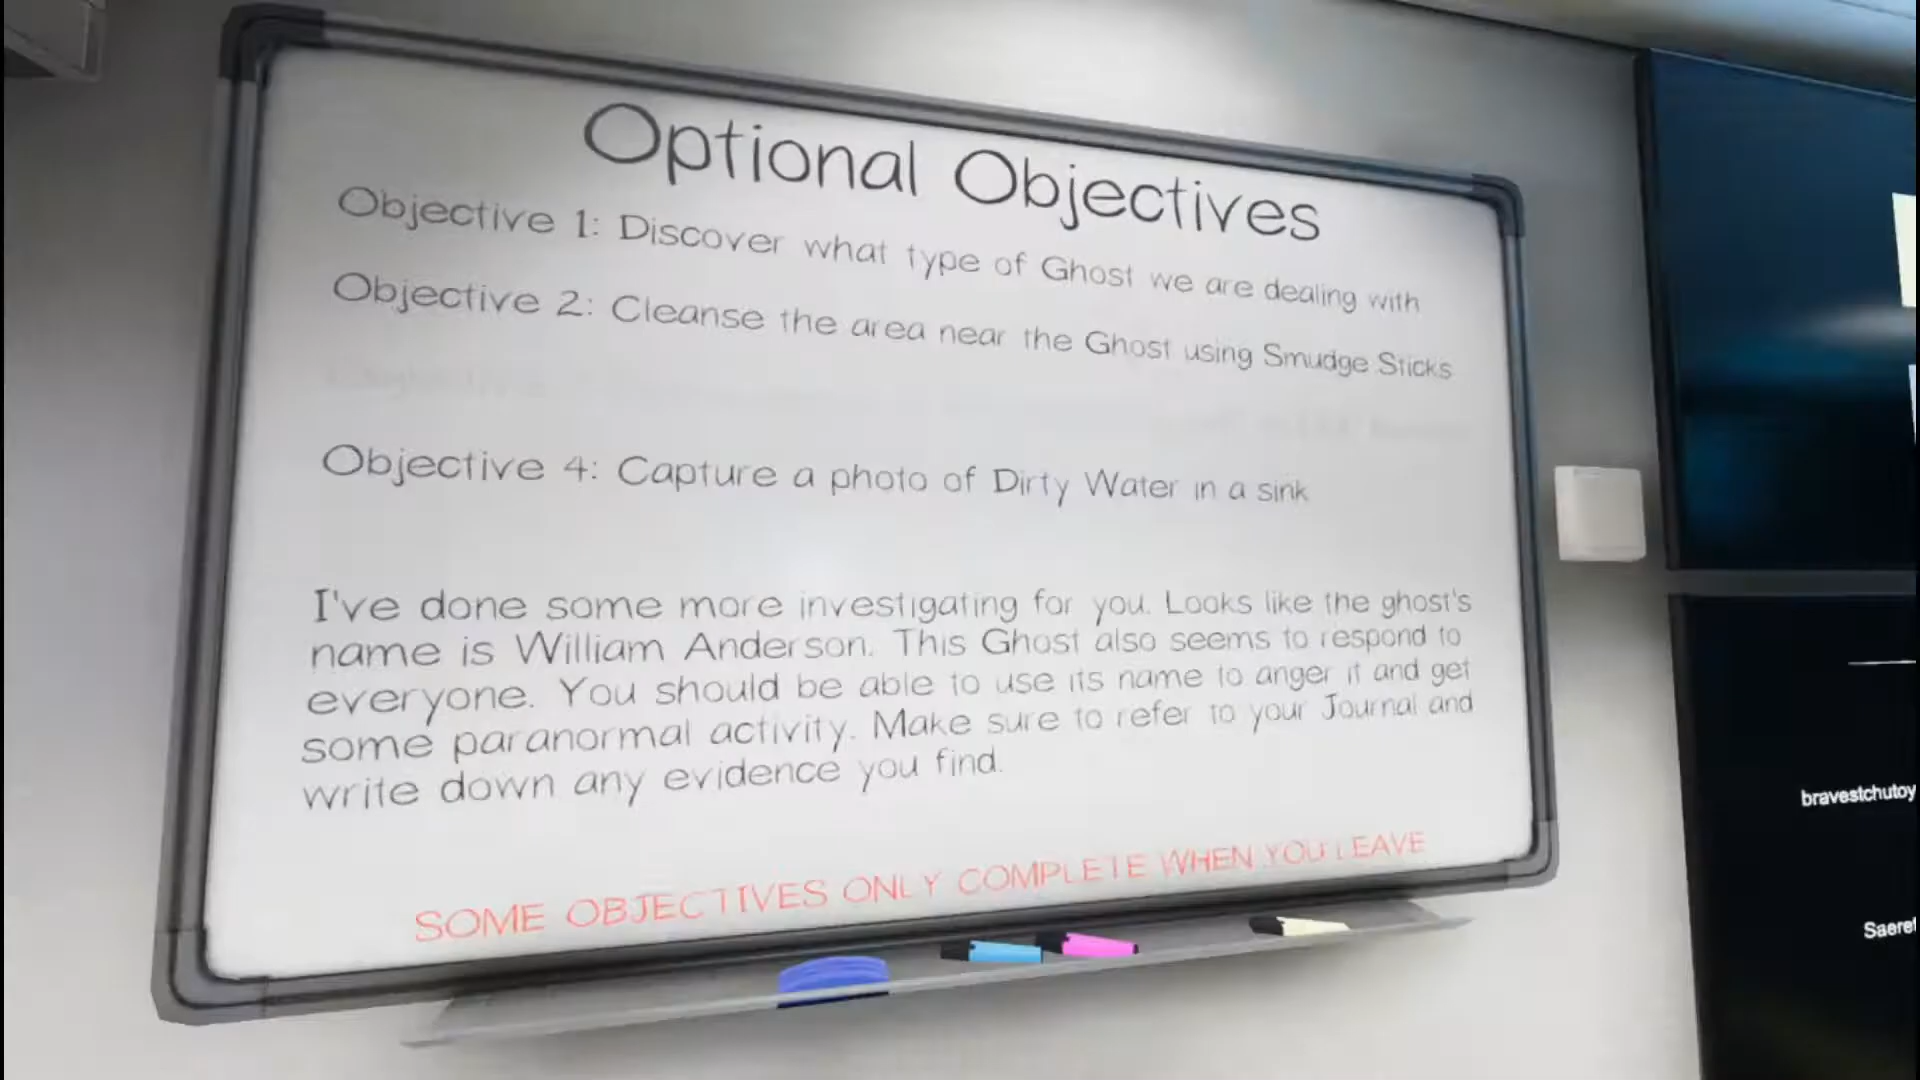 Optional Objectives
Objective 1: Discover what type of Ghost we are dealing with
Objective 2: Cleanse the area near the Ghost using Smudge Sticks
Objective 4: Capture a photo of Dirty Water in a sink
I've done some more investigating for you. Looks like the ghost's
name is William Anderson. This Ghost also seems to respond to
everyone. You should be able to use its name to anger it and get
some paranormal activity. Make sure to refer to your Journal and
write down any evidence you find.
SOME OBJECTIVES ONLY COMPLETE WHEN YOU LEAVE
bravestchutoy
Saeref